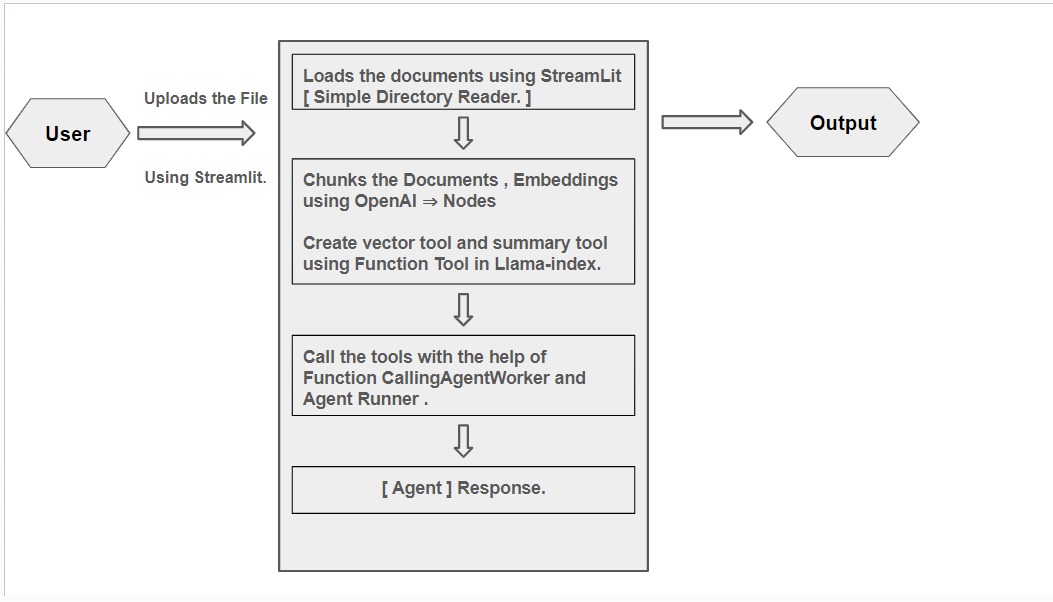 User
Uploads the File
Using Streamlit.
Loads the documents using StreamLit
[ Simple Directory Reader. ]
Chunks the Documents , Embeddings
using OpenAI ⇒ Nodes
Create vector tool and summary tool
using Function Tool in Llama-index.
Call the tools with the help of
Function CallingAgentWorker and
Agent Runner .
[ Agent ] Response.
Output